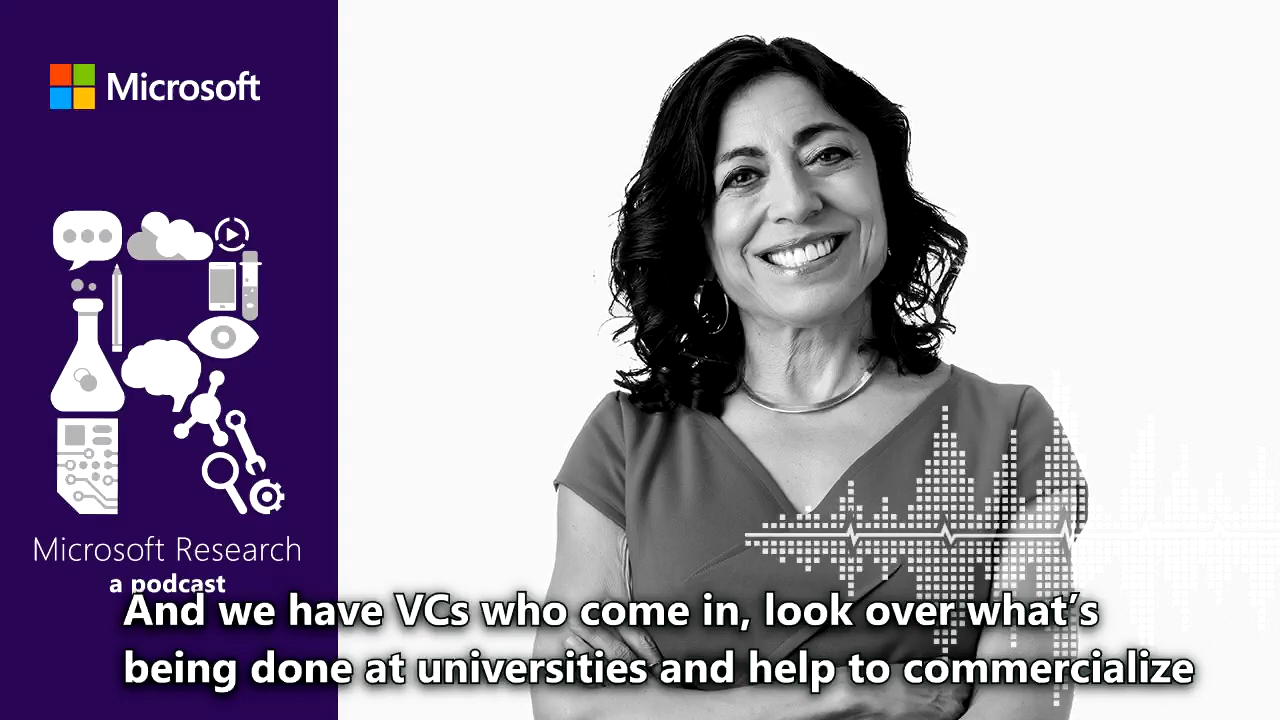 Microsoft
Microsoft Research
a podcast
And we have VCs who come in, look over what's
being done at universities and help to commercialize